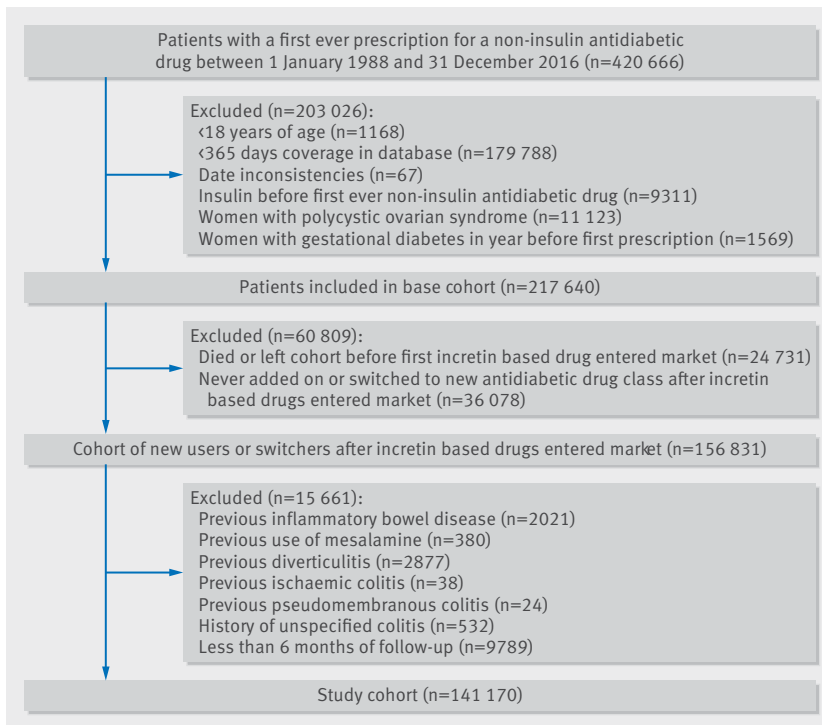 Patients with a first ever prescription for a non-insulin antidiabetic
drug between 1 January 1988 and 31 December 2016 (n=420 666)
Excluded (n=203 026):
<18 years of age (n=1168)
<365 days coverage in database (n=179 788)
Date inconsistencies (n=67)
Insulin before first ever non-insulin antidiabetic drug (n=9311)
Women with polycystic ovarian syndrome (n=11 123)
Women with gestational diabetes in year before first prescription (n=1569)
Patients included in base cohort (n=217 640)
Excluded (n=60 809):
Died or left cohort before first incretin based drug entered market (n=24 731)
Never added on or switched to new antidiabetic drug class after incretin
based drugs entered market (n=36 078)
Cohort of new users or switchers after incretin based drugs entered market (n=156 831)
Excluded (n=15 661):
Previous inflammatory bowel disease (n=2021)
Previous use of mesalamine (n=380)
Previous diverticulitis (n=2877)
Previous ischaemic colitis (n=38)
Previous pseudomembranous colitis (n=24)
History of unspecified colitis (n=532)
Less than 6 months of follow-up (n=9789)
Study cohort (n=141 170)